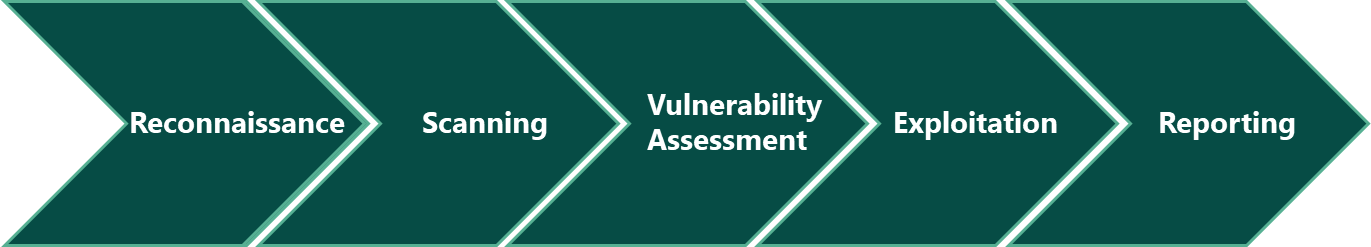 Reconnaissance
Scanning
Vulnerability
Assessment
Exploitation
Reporting